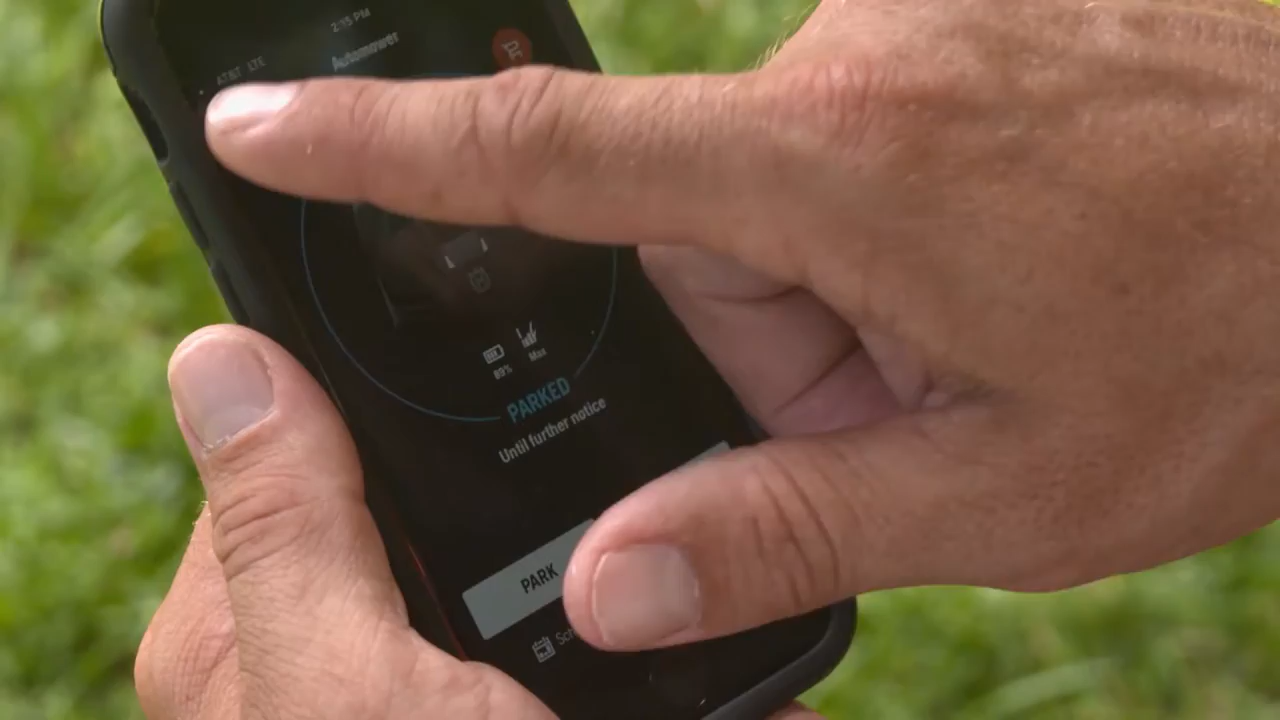 2:15 PM
AT&T LTE
Automower
89%
Max
PARKED
Until further notice
PARK